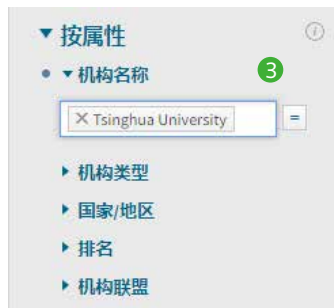 ▼ 按属性
▼ 机构名称
3
× Tsinghua University
=
机构类型
国家/地区
排名
机构联盟